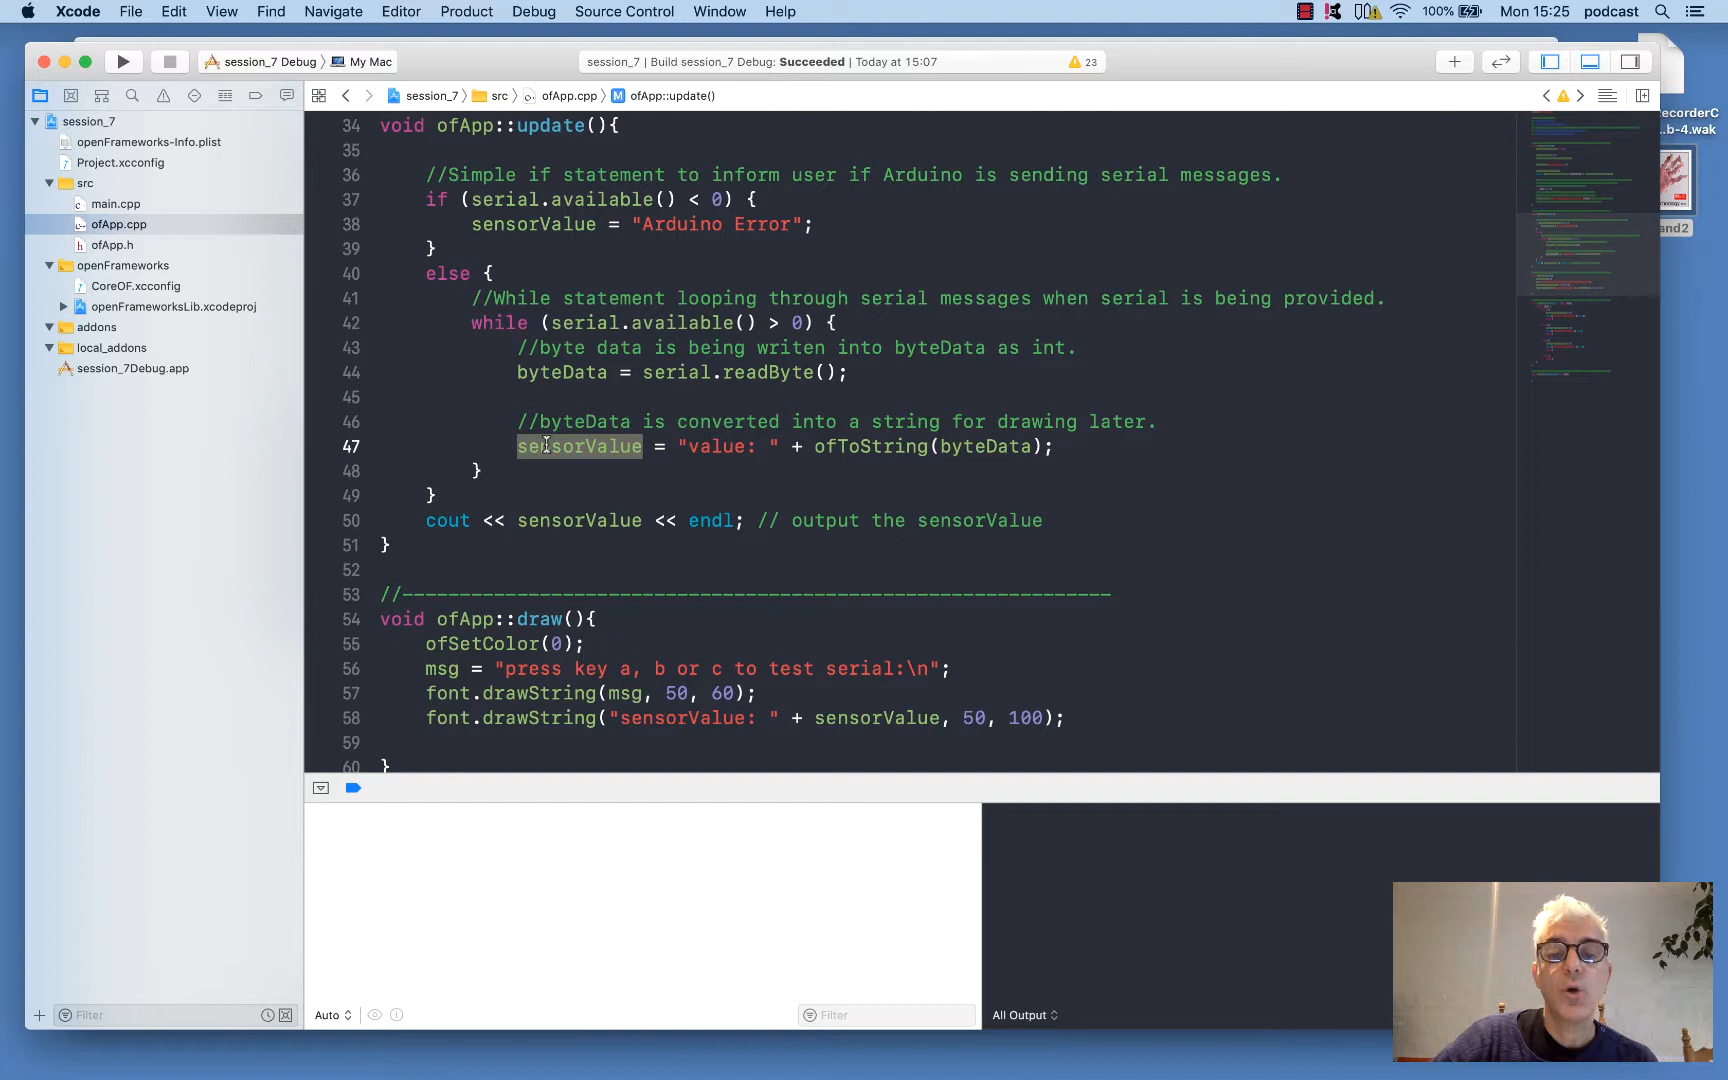 Xcode File Edit View Find Navigate Editor Product Debug Source Control Window Help 100% Mon 15:25 podcast
session_7 Debug My Mac
session_7 | Build session_7 Debug: Succeeded | Today at 15:07 23
session_7 src ofApp.cpp M ofApp::update()
session_7
openFrameworks-Info.plist
Project.xcconfig
src
main.cpp
ofApp.cpp
ofApp.h
openFrameworks
CoreOF.xcconfig
openFrameworksLib.xcodeproj
addons
local_addons
session_7Debug.app
34 void ofApp::update(){
35
36 //Simple if statement to inform user if Arduino is sending serial messages.
37 if (serial.available() < 0) {
38 sensorValue = "Arduino Error";
39 }
40 else {
41 //While statement looping through serial messages when serial is being provided.
42 while (serial.available() > 0) {
43 //byte data is being writen into byteData as int.
44 byteData = serial.readByte();
45
46 //byteData is converted into a string for drawing later.
47 sensorValue = "value: " + ofToString(byteData);
48 }
49 }
50 cout << sensorValue << endl; // output the sensorValue
51 }
52
53 //--------------------------------------------------------------
54 void ofApp::draw(){
55 ofSetColor(0);
56 msg = "press key a, b or c to test serial:\n";
57 font.drawString(msg, 50, 60);
58 font.drawString("sensorValue: " + sensorValue, 50, 100);
59
60 }
Filter
Auto
Filter
All Output
ecorderC
...b-4.wak
and2